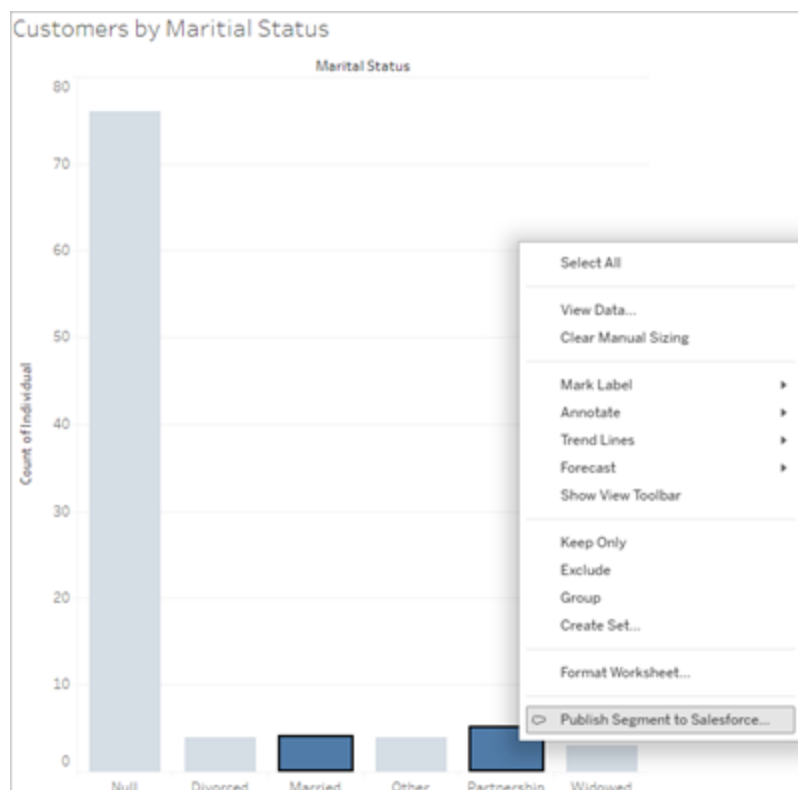 Customers by Maritial Status
Marital Status
80
70
60
50
40
30
20
10
0
Count of Individual
Null
Divorced
Married
Other
Partnership
Widowed
Select All
View Data...
Clear Manual Sizing
Mark Label
Annotate
Trend Lines
Forecast
Show View Toolbar
Keep Only
Exclude
Group
Create Set...
Format Worksheet...
Publish Segment to Salesforce...